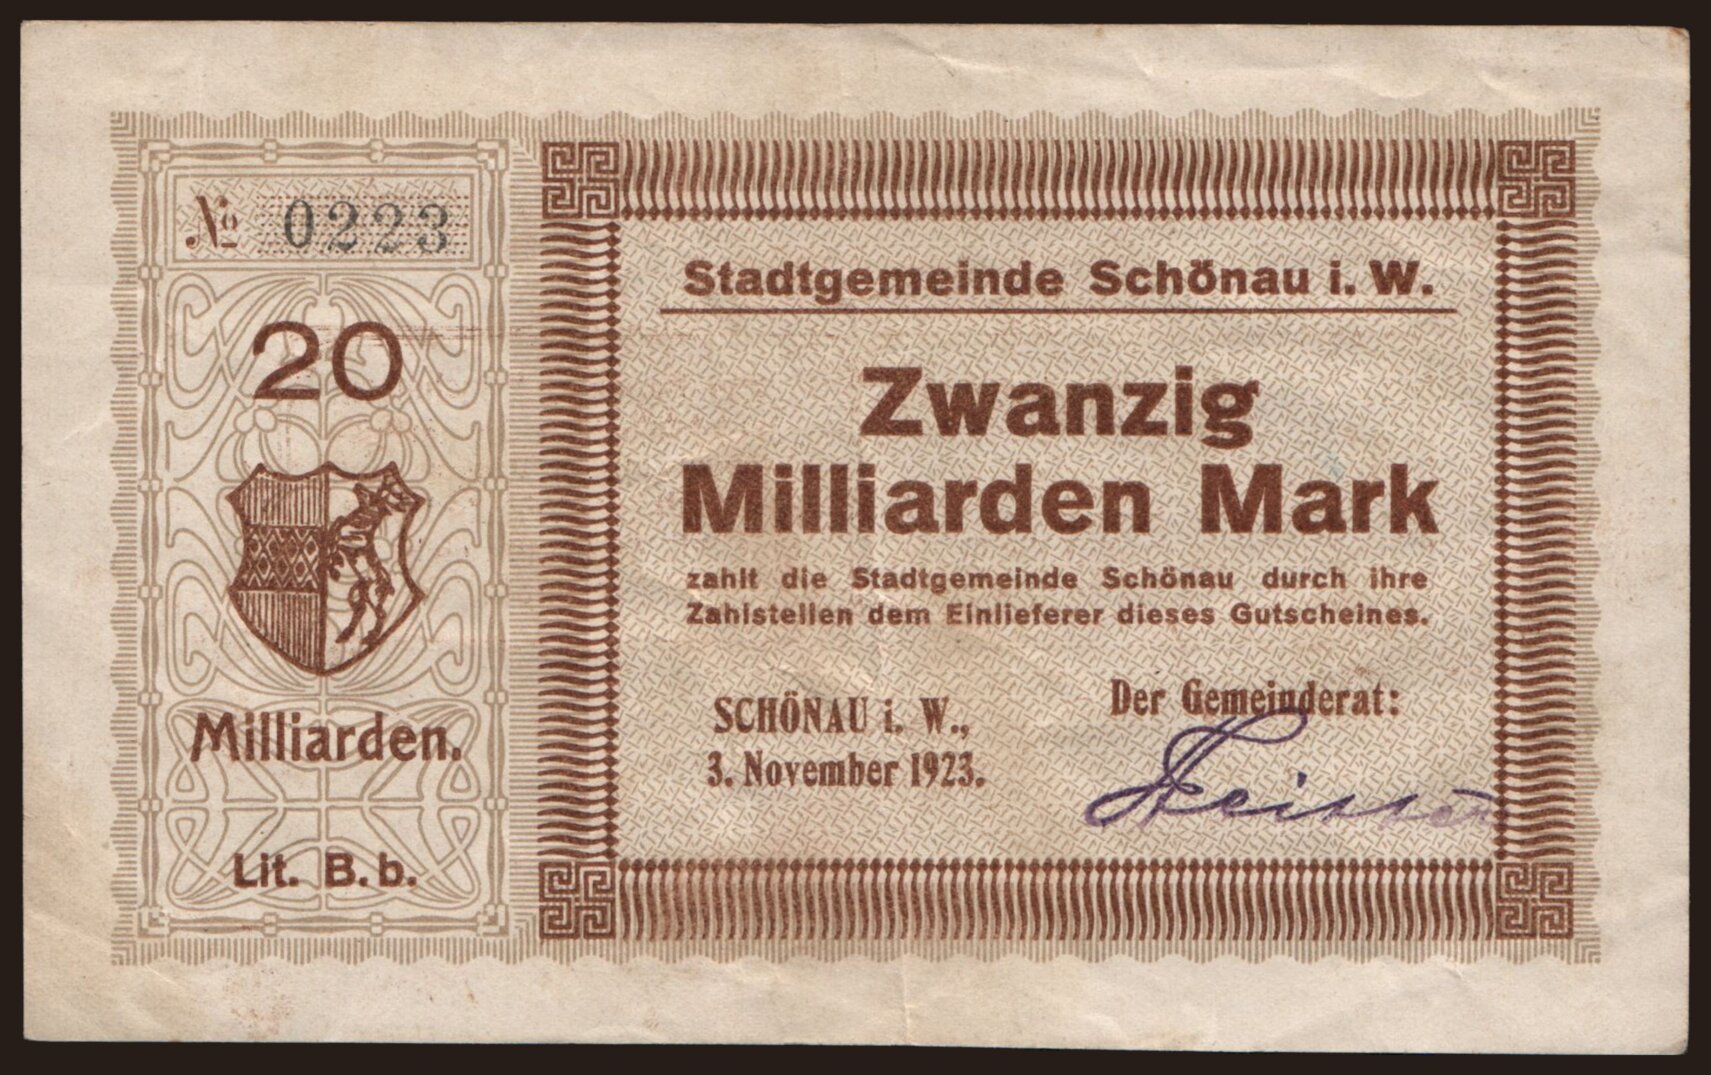 № 0223
20
Milliarden.
Lit. B. b.
Stadtgemeinde Schönau i. W.
Zwanzig
Milliarden Mark
zahlt die Stadtgemeinde Schönau durch ihre
Zahlstellen dem Einlieferer dieses Gutscheines.
SCHÖNAU i. W.,
3. November 1923.
Der Gemeinderat: